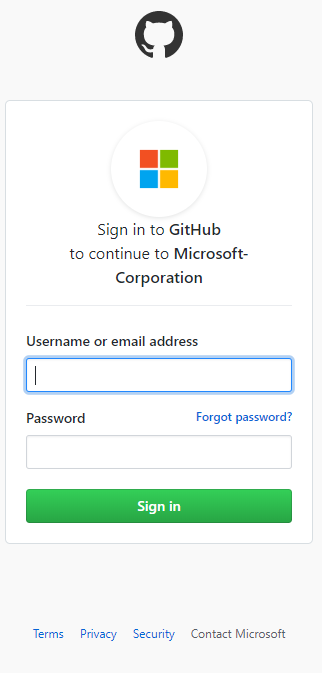 Sign in to GitHub
to continue to Microsoft-
Corporation
Username or email address
Password Forgot password?
Sign in
Terms Privacy Security Contact Microsoft